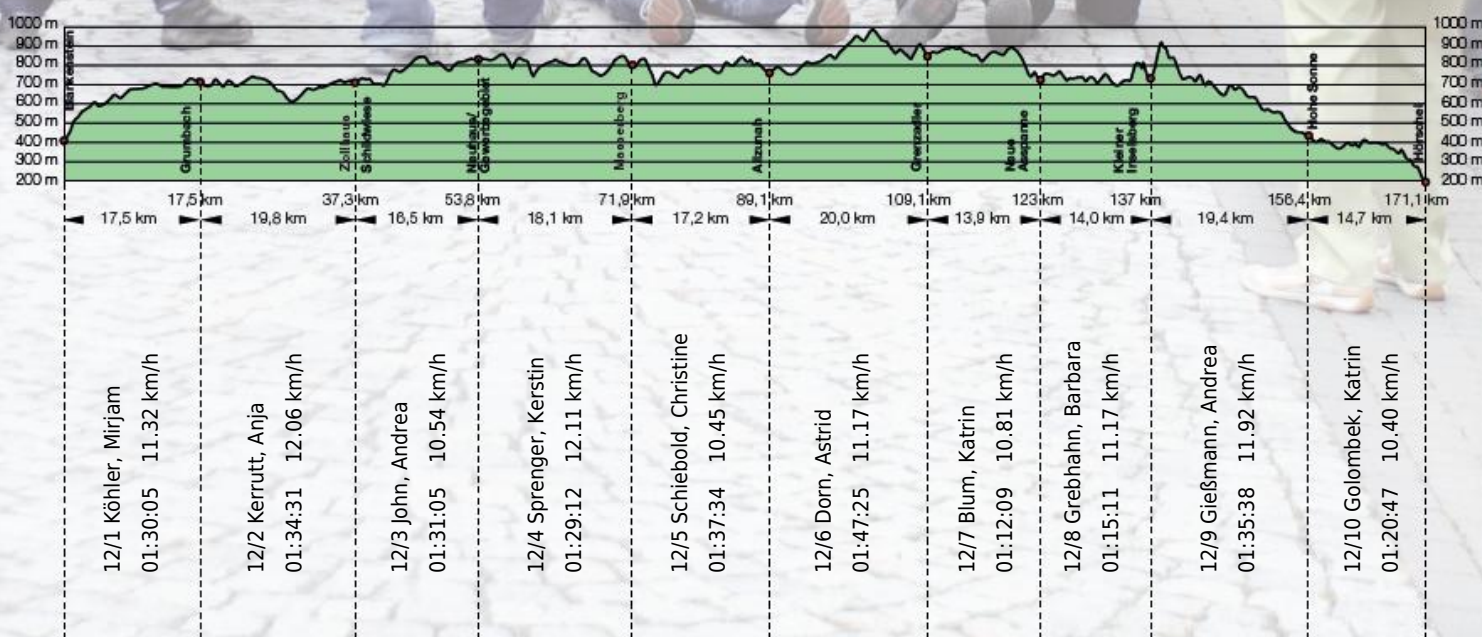 1000 m
900 m
800 m
700 m
600 m
500 m
400 m
300 m
200 m
1000 m
900 m
800 m
700 m
600 m
500 m
400 m
300 m
200 m
Blankenstein
Grumbach
Zollhaus
Schildwiese
Neuhaus/
Masserberg
Allzunah
Grenzadler
Neue
Ausspanne
Kleiner
Inselsberg
Hohe Sonne
Hörschel
17,5 km
37,3 km
53,8 km
71,9 km
89,1 km
109,1 km
123 km
137 km
156,4 km
171,1 km
17,5 km
19,8 km
16,5 km
18,1 km
17,2 km
20,0 km
13,9 km
14,0 km
19,4 km
14,7 km
12/1 Köhler, Mirjam
01:30:05 11.32 km/h
12/2 Kerrutt, Anja
01:34:31 12.06 km/h
12/3 John, Andrea
01:31:05 10.54 km/h
12/4 Sprenger, Kerstin
01:29:12 12.11 km/h
12/5 Schiebold, Christine
01:37:34 10.45 km/h
12/6 Dorn, Astrid
01:47:25 11.17 km/h
12/7 Blum, Katrin
01:12:09 10.81 km/h
12/8 Grebhahn, Barbara
01:15:11 11.17 km/h
12/9 Gießmann, Andrea
01:35:38 11.92 km/h
12/10 Golombek, Katrin
01:20:47 10.40 km/h